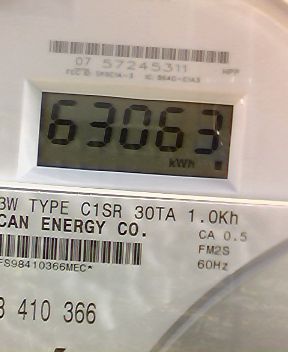 07 57245311
63063
kWh
3W TYPE C1SR 30TA 1.0Kh
CAN ENERGY CO.
CA 0.5
FM2S
60Hz
FS98410366MEC*
8 410 366